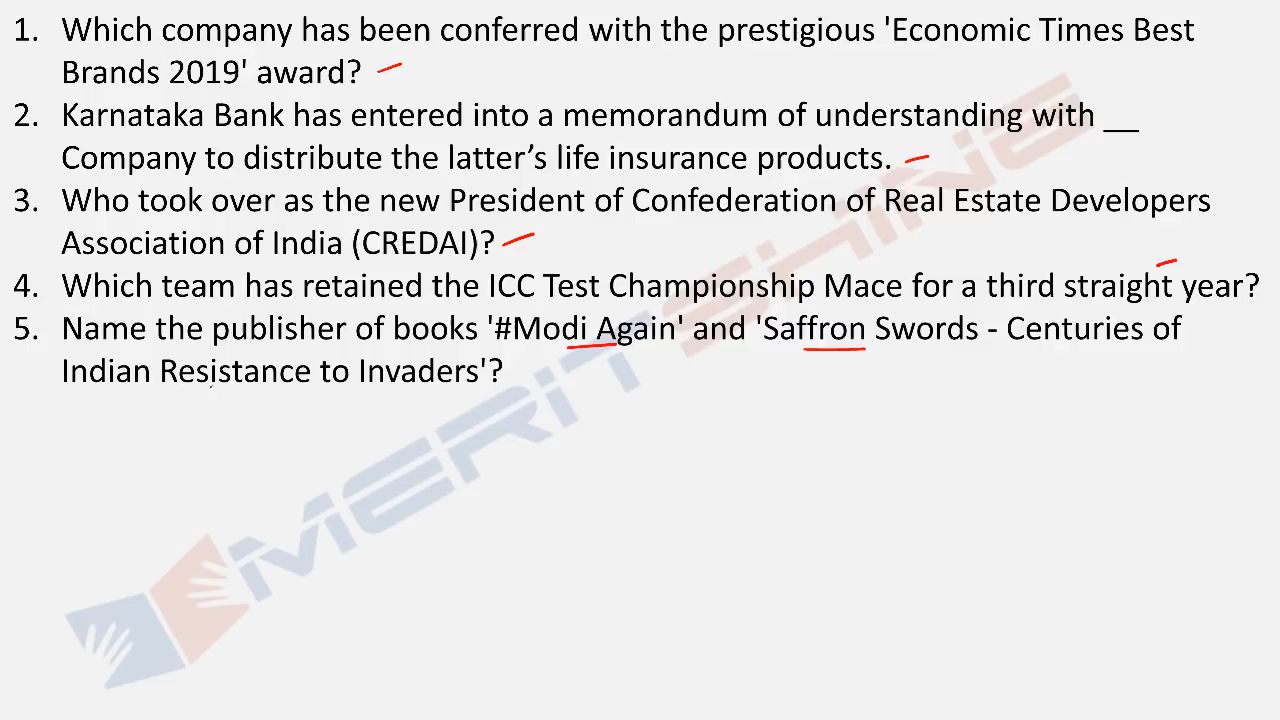 1. Which company has been conferred with the prestigious 'Economic Times Best
Brands 2019' award?
2. Karnataka Bank has entered into a memorandum of understanding with __
Company to distribute the latter’s life insurance products.
3. Who took over as the new President of Confederation of Real Estate Developers
Association of India (CREDAI)?
4. Which team has retained the ICC Test Championship Mace for a third straight year?
5. Name the publisher of books '#Modi Again' and 'Saffron Swords - Centuries of
Indian Resistance to Invaders'?
MERIT SHINE